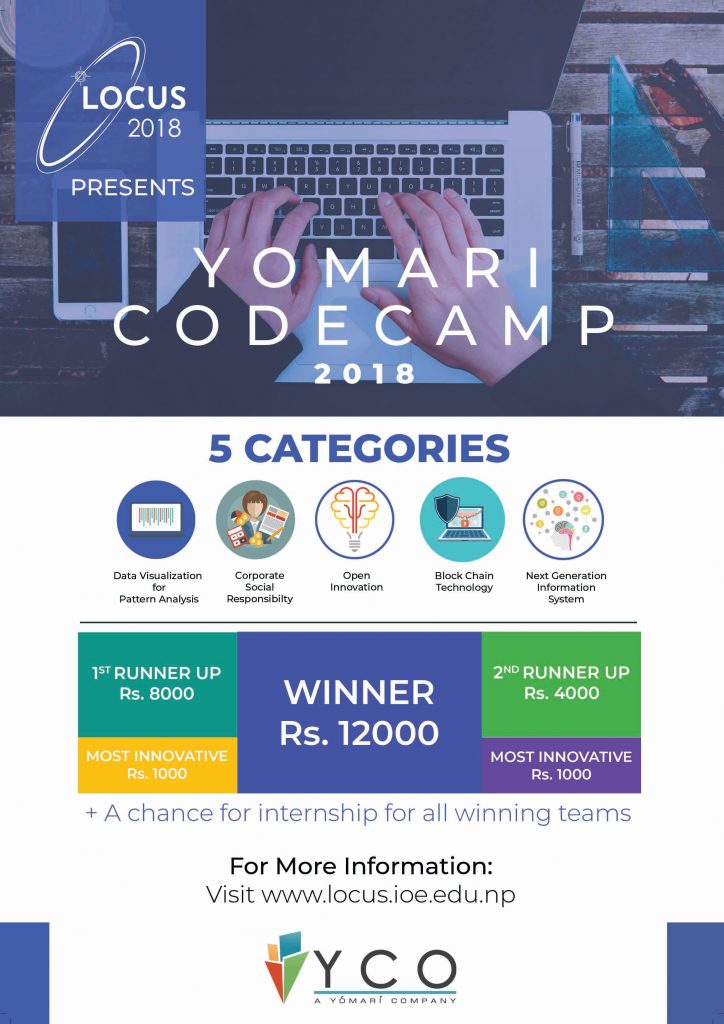 LOCUS
2018
PRESENTS
YOMARI
CODECAMP
2018
5 CATEGORIES
Data Visualization
for
Pattern Analysis
Corporate
Social
Responsibilty
Open
Innovation
Block Chain
Technology
Next Generation
Information
System
1ST RUNNER UP
Rs. 8000
MOST INNOVATIVE
Rs. 1000
WINNER
Rs. 12000
2ND RUNNER UP
Rs. 4000
MOST INNOVATIVE
Rs. 1000
+ A chance for internship for all winning teams
For More Information:
Visit www.locus.ioe.edu.np
YCO
A YÓMARÍ COMPANY